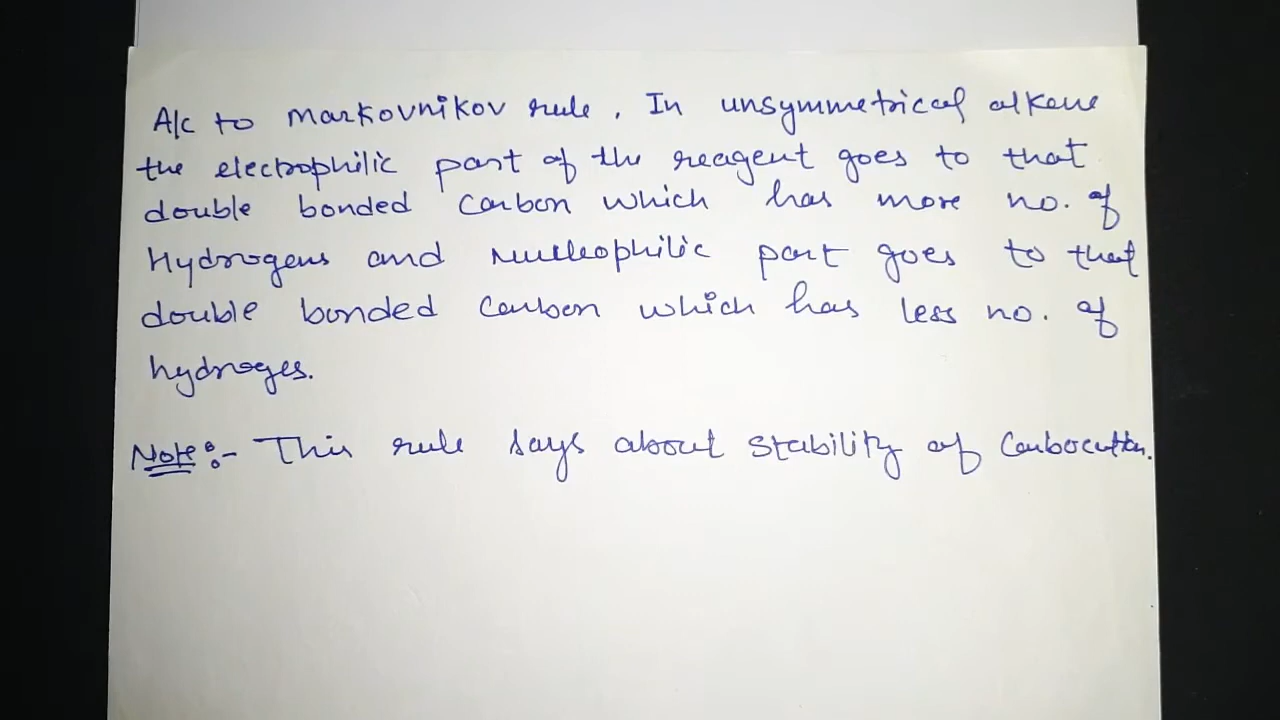 A/c to Markovnikov rule, In unsymmetrical alkene
the electrophilic part of the reagent goes to that
double bonded carbon which has more no. of
Hydrogens and nucleophilic part goes to that
double bonded carbon which has less no. of
hydroges.
Note:- This rule says about stability of Carbocation.